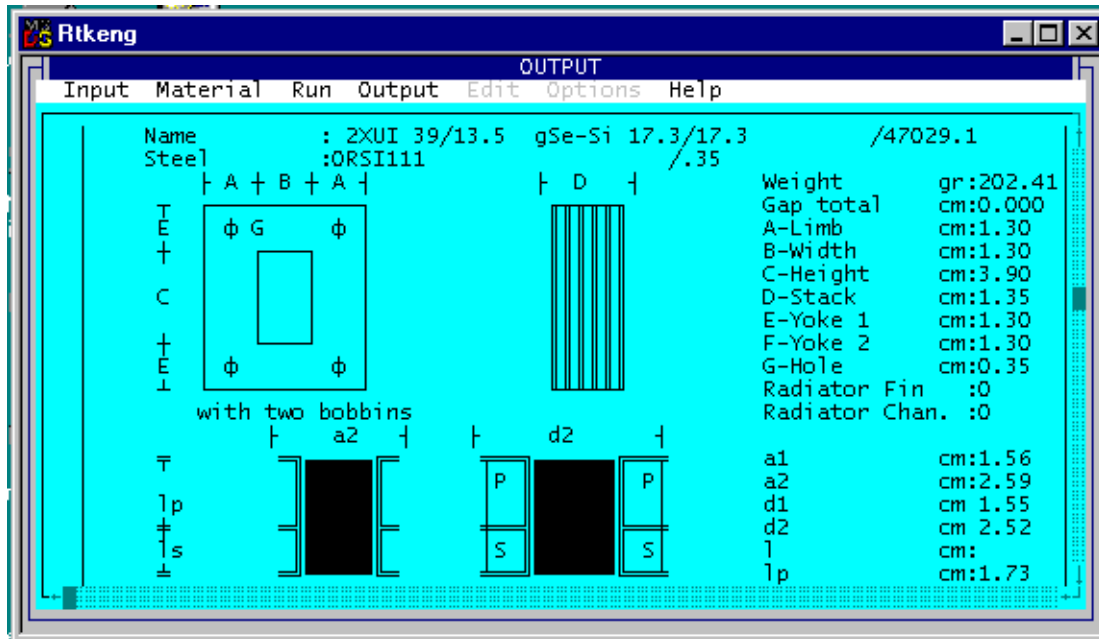 Rtkeng
OUTPUT
Input Material Run Output Edit Options Help
Name : 2XUI 39/13.5 gSe-Si 17.3/17.3 /47029.1
Steel :ORSI111 /.35
A B A D
Weight gr:202.41
Gap total cm:0.000
E ф G ф A-Limb cm:1.30
B-Width cm:1.30
C-Height cm:3.90
C D-Stack cm:1.35
E-Yoke 1 cm:1.30
F-Yoke 2 cm:1.30
E ф ф G-Hole cm:0.35
Radiator Fin :0
with two bobbins Radiator Chan. :0
a2 d2
a1 cm:1.56
P P a2 cm:2.59
lp d1 cm 1.55
d2 cm 2.52
ls S S l cm:
lp cm:1.73